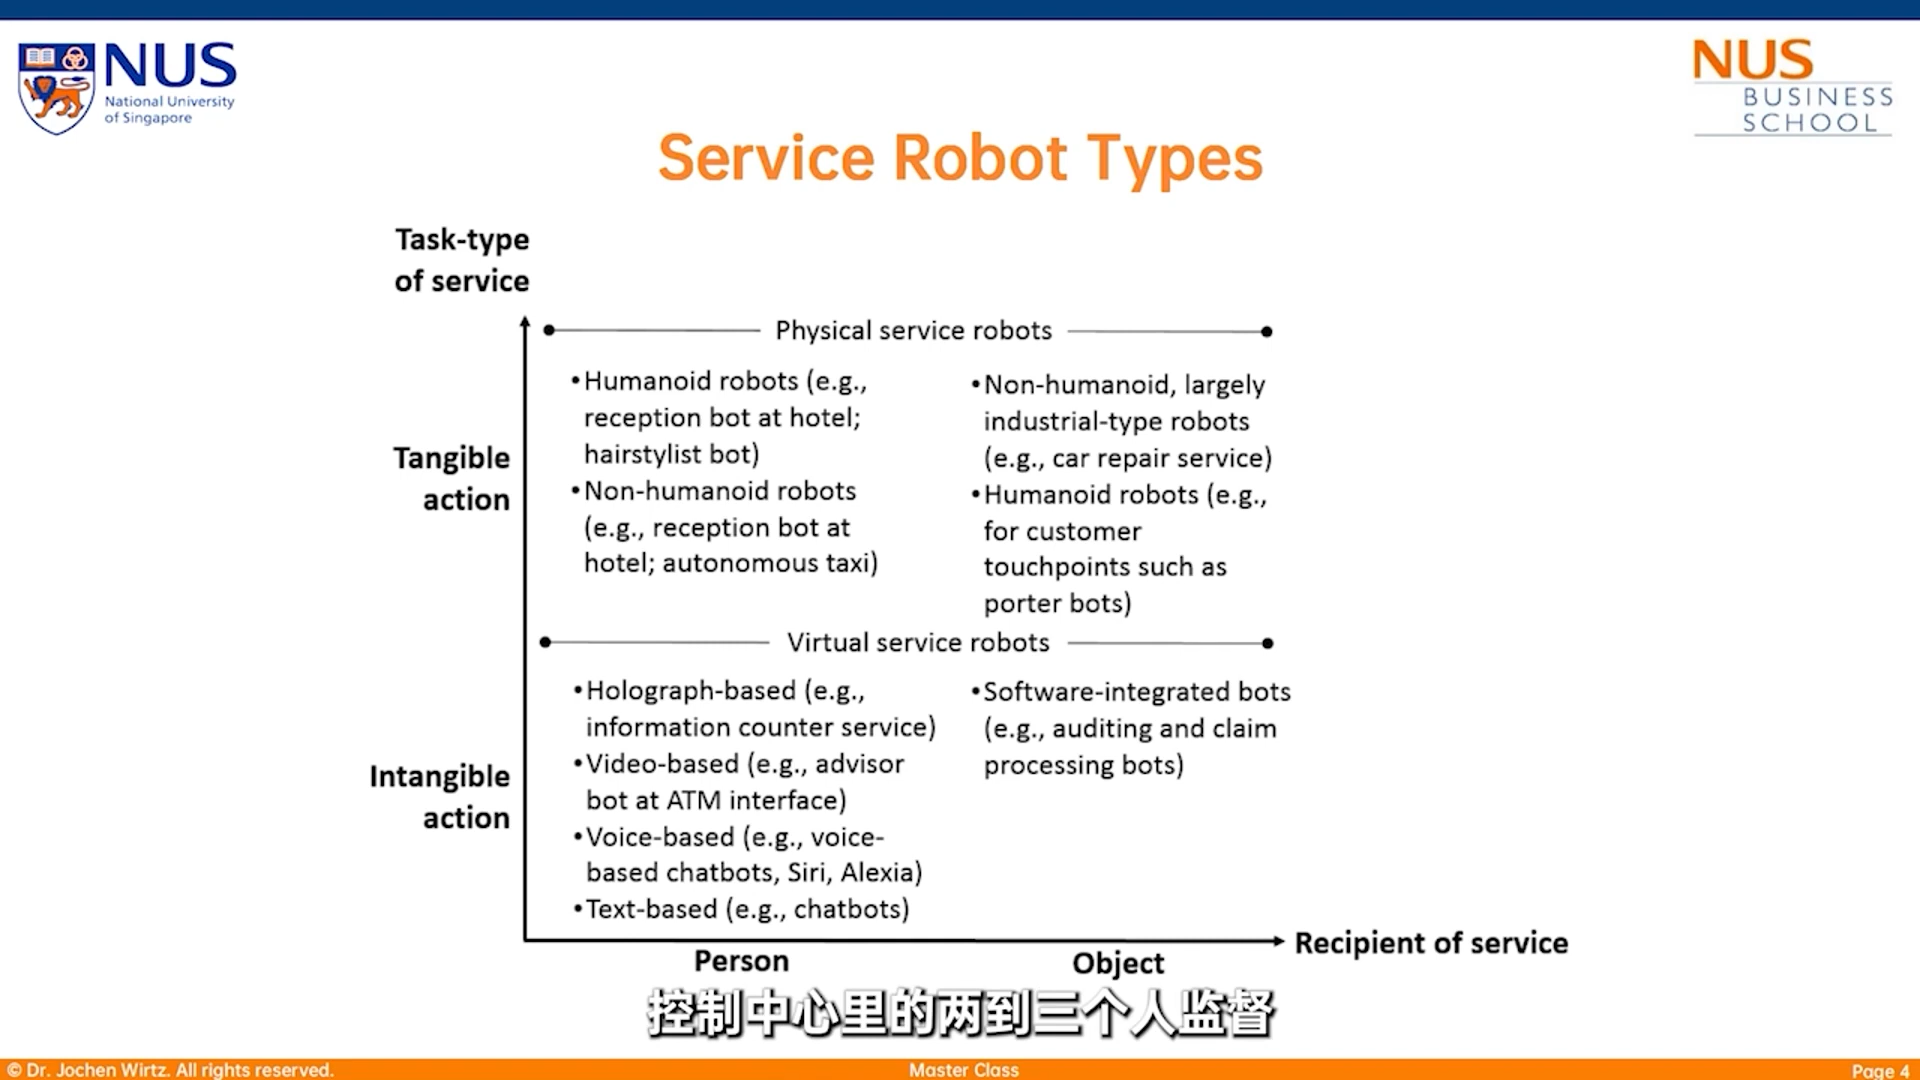 NUS
National University
of Singapore
NUS
BUSINESS
SCHOOL
Service Robot Types
Task-type
of service
Physical service robots
Tangible
action
•Humanoid robots (e.g.,
reception bot at hotel;
hairstylist bot)
•Non-humanoid robots
(e.g., reception bot at
hotel; autonomous taxi)
•Non-humanoid, largely
industrial-type robots
(e.g., car repair service)
•Humanoid robots (e.g.,
for customer
touchpoints such as
porter bots)
Virtual service robots
Intangible
action
•Holograph-based (e.g.,
information counter service)
•Video-based (e.g., advisor
bot at ATM interface)
•Voice-based (e.g., voice-
based chatbots, Siri, Alexia)
•Text-based (e.g., chatbots)
•Software-integrated bots
(e.g., auditing and claim
processing bots)
Person
Object
Recipient of service
控制中心里的两到三个人监督
© Dr. Jochen Wirtz. All rights reserved.
Master Class
Page 4